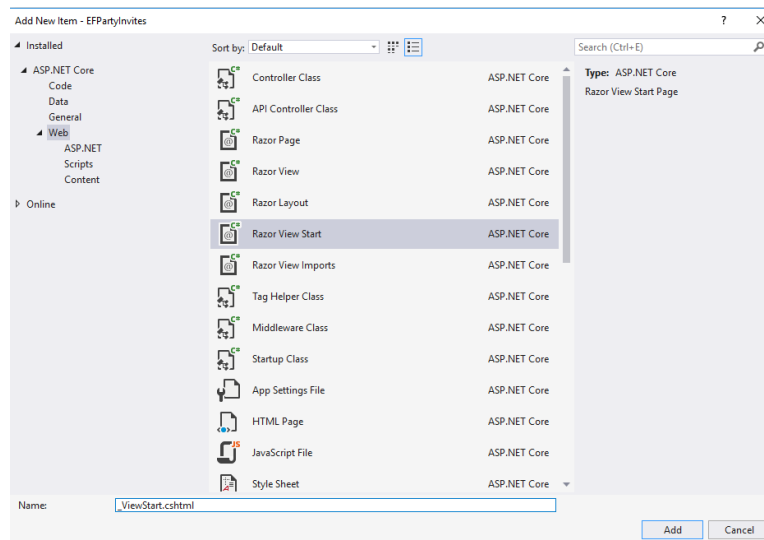 Add New Item - EFPartyInvites
? X
Installed
Sort by: Default
Search (Ctrl+E)
ASP.NET Core
Code
Data
General
Web
ASP.NET
Scripts
Content
Online
Controller Class ASP.NET Core
API Controller Class ASP.NET Core
Razor Page ASP.NET Core
Razor View ASP.NET Core
Razor Layout ASP.NET Core
Razor View Start ASP.NET Core
Razor View Imports ASP.NET Core
Tag Helper Class ASP.NET Core
Middleware Class ASP.NET Core
Startup Class ASP.NET Core
App Settings File ASP.NET Core
HTML Page ASP.NET Core
JavaScript File ASP.NET Core
Style Sheet ASP.NET Core
Type: ASP.NET Core
Razor View Start Page
Name: _ViewStart.cshtml
Add Cancel